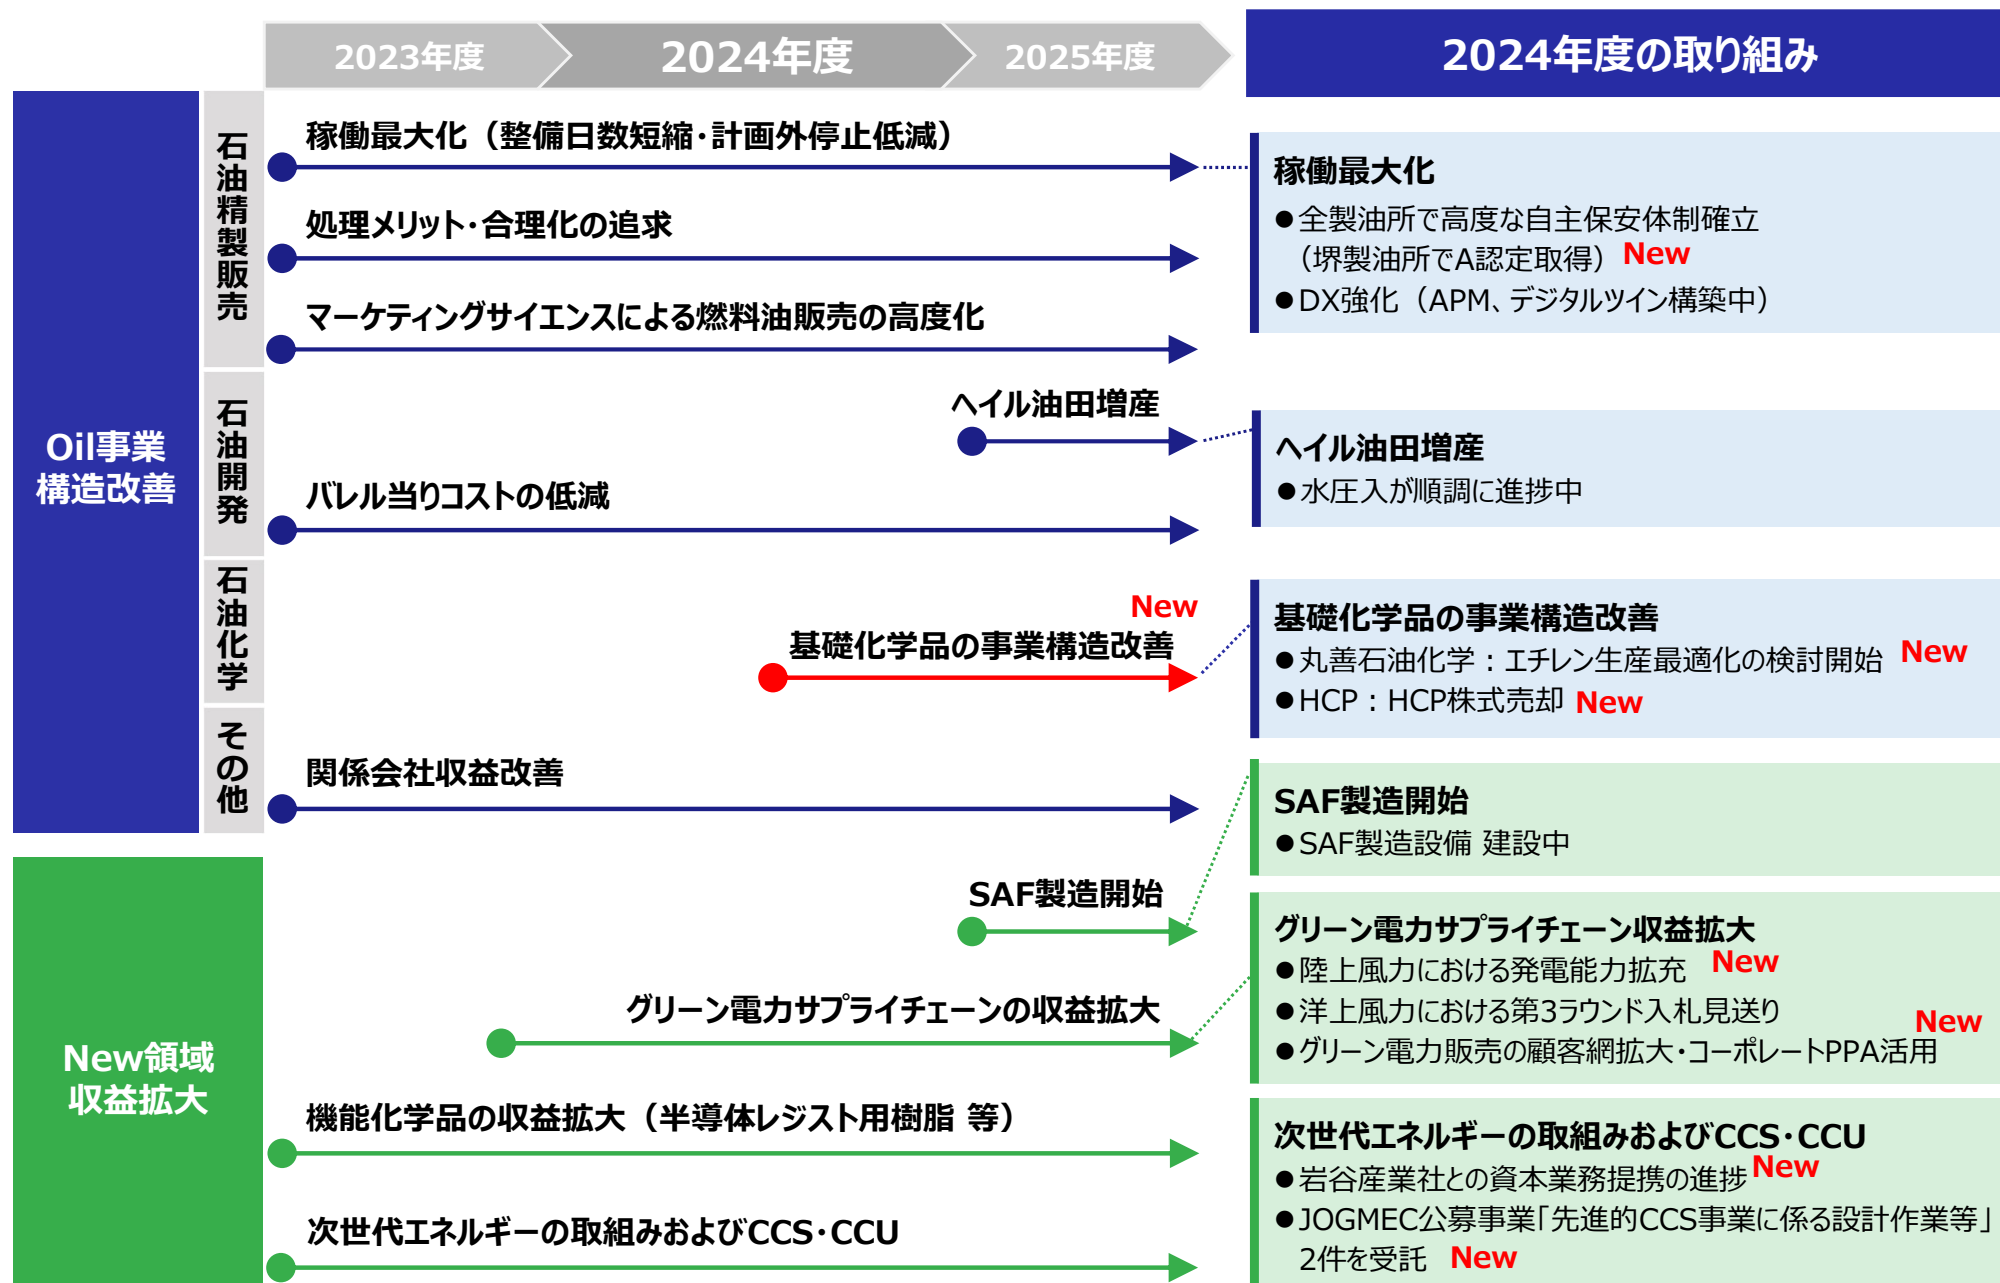 2023年度
2024年度
2025年度
2024年度の取り組み
Oil事業
構造改善
石油精製販売
稼働最大化（整備日数短縮･計画外停止低減）
処理メリット･合理化の追求
マーケティングサイエンスによる燃料油販売の高度化
石油開発
ヘイル油田増産
バレル当りコストの低減
石油化学
New
基礎化学品の事業構造改善
その他
関係会社収益改善
New領域
収益拡大
SAF製造開始
グリーン電力サプライチェーンの収益拡大
機能化学品の収益拡大（半導体レジスト用樹脂 等）
次世代エネルギーの取組みおよびCCS･CCU
稼働最大化
●全製油所で高度な自主保安体制確立
（堺製油所でA認定取得） New
●DX強化（APM、デジタルツイン構築中）
ヘイル油田増産
●水圧入が順調に進捗中
基礎化学品の事業構造改善
●丸善石油化学：エチレン生産最適化の検討開始 New
●HCP：HCP株式売却 New
SAF製造開始
●SAF製造設備 建設中
グリーン電力サプライチェーン収益拡大
●陸上風力における発電能力拡充 New
●洋上風力における第3ラウンド入札見送り
New
●グリーン電力販売の顧客網拡大･コーポレートPPA活用
次世代エネルギーの取組みおよびCCS･CCU
●岩谷産業社との資本業務提携の進捗 New
●JOGMEC公募事業「先進的CCS事業に係る設計作業等」
2件を受託 New